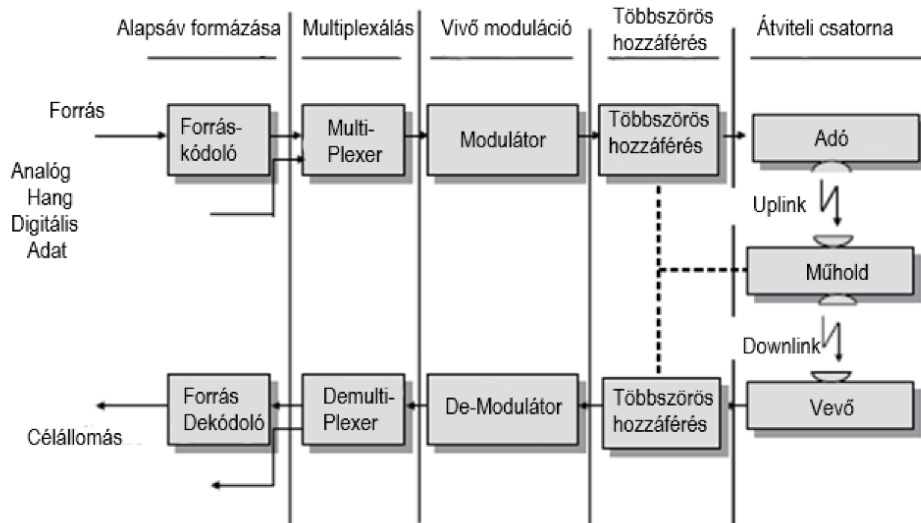 Alapsáv formázása
Multiplexálás
Vivő moduláció
Többszörös
hozzáférés
Átviteli csatorna
Forrás
Forrás-
kódoló
Multi-
Plexer
Modulátor
Többszörös
hozzáférés
Adó
Analóg
Hang
Digitális
Adat
Uplink
Műhold
Downlink
Forrás
Dekódoló
Demulti-
Plexer
De-Modulátor
Többszörös
hozzáférés
Vevő
Célállomás